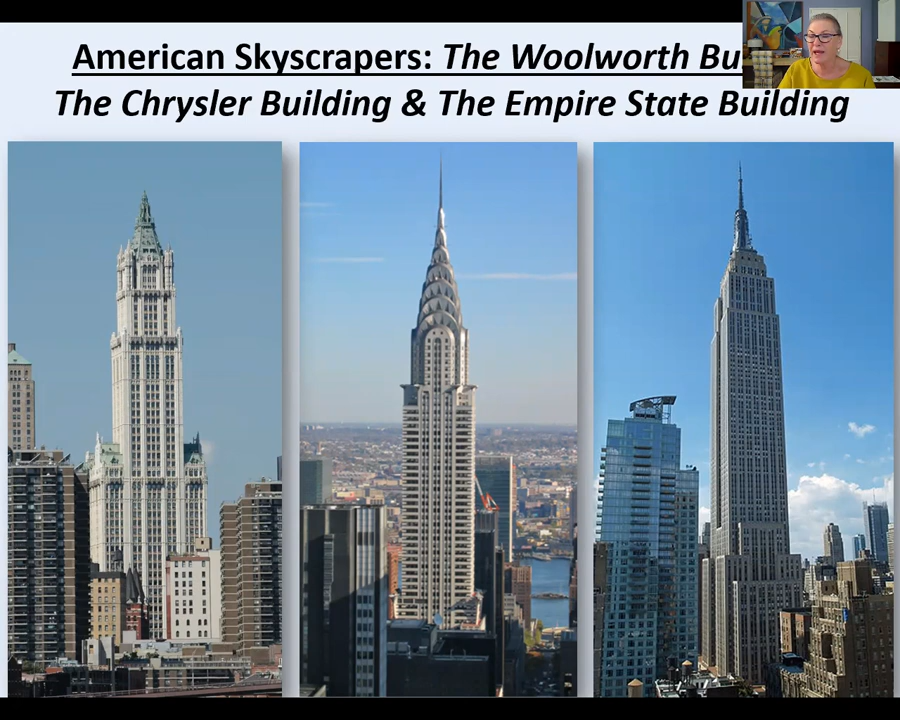 American Skyscrapers: The Woolworth Bu
The Chrysler Building & The Empire State Building